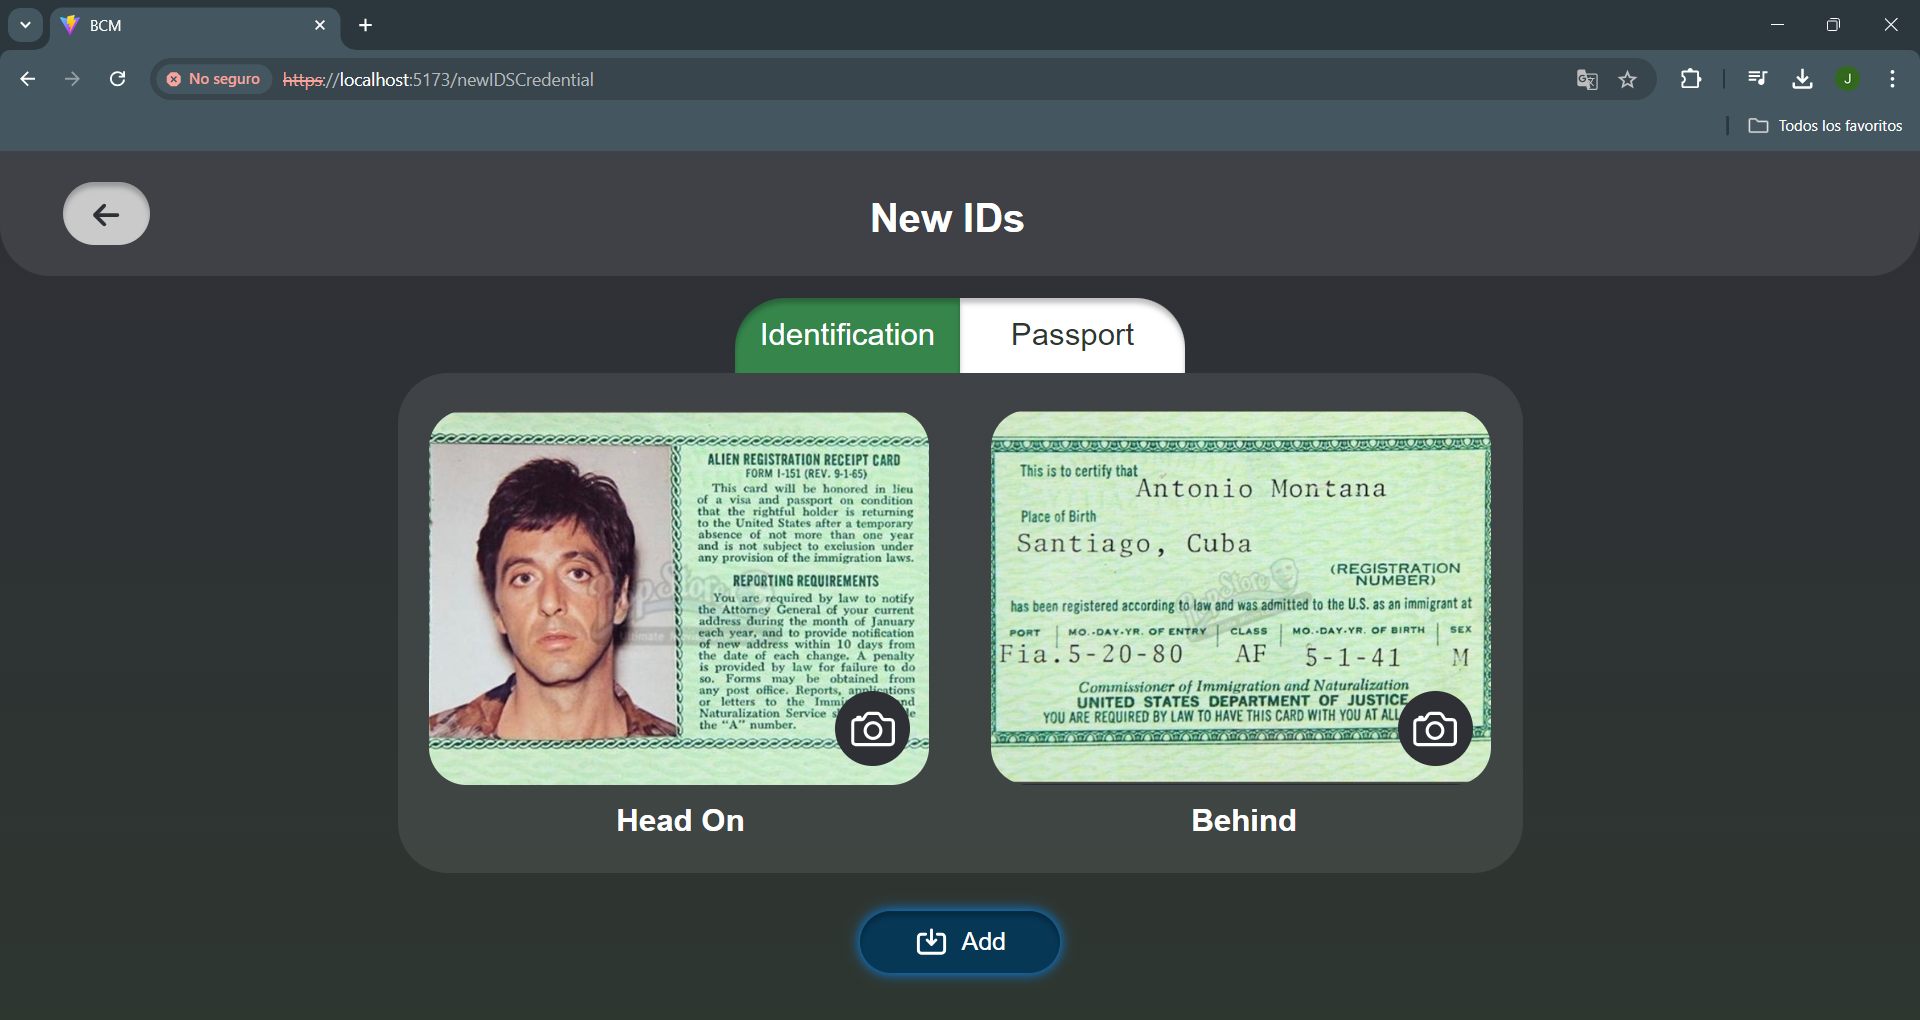 BCM
No seguro
https://localhost:5173/newIDSCredential
J
Todos los favoritos
New IDs
Identification
Passport
ALIEN REGISTRATION RECEIPT CARD
FORM I-151 (REV. 9-1-65)
This card will be honored in lieu
of a visa and passport on condition
that the rightful holder is returning
to the United States after a temporary
absence of not more than one year
and is not subject to exclusion under
any provision of the immigration laws.
REPORTING REQUIREMENTS
You are required by law to notify
the Attorney General of your current
address during the month of January
each year, and to provide notification
of new address within 10 days from
the date of each change. A penalty
is provided by law for failure to do
so. Forms may be obtained from
any post office. Reports, applications
or letters to the
Naturalization Service
the "A" number.
This is to certify that
Antonio Montana
Place of Birth
Santiago, Cuba
(REGISTRATION
NUMBER)
has been registered according to law and was admitted to the U.S. as an immigrant at
PORT MO.-DAY-YR. OF ENTRY CLASS MO.-DAY-YR. OF BIRTH SEX
Fia. 5-20-80 AF 5-1-41 M
Commissioner of Immigration and Naturalization
UNITED STATES DEPARTMENT OF JUSTICE
YOU ARE REQUIRED BY LAW TO HAVE THIS CARD WITH YOU AT ALL
Head On
Behind
Add